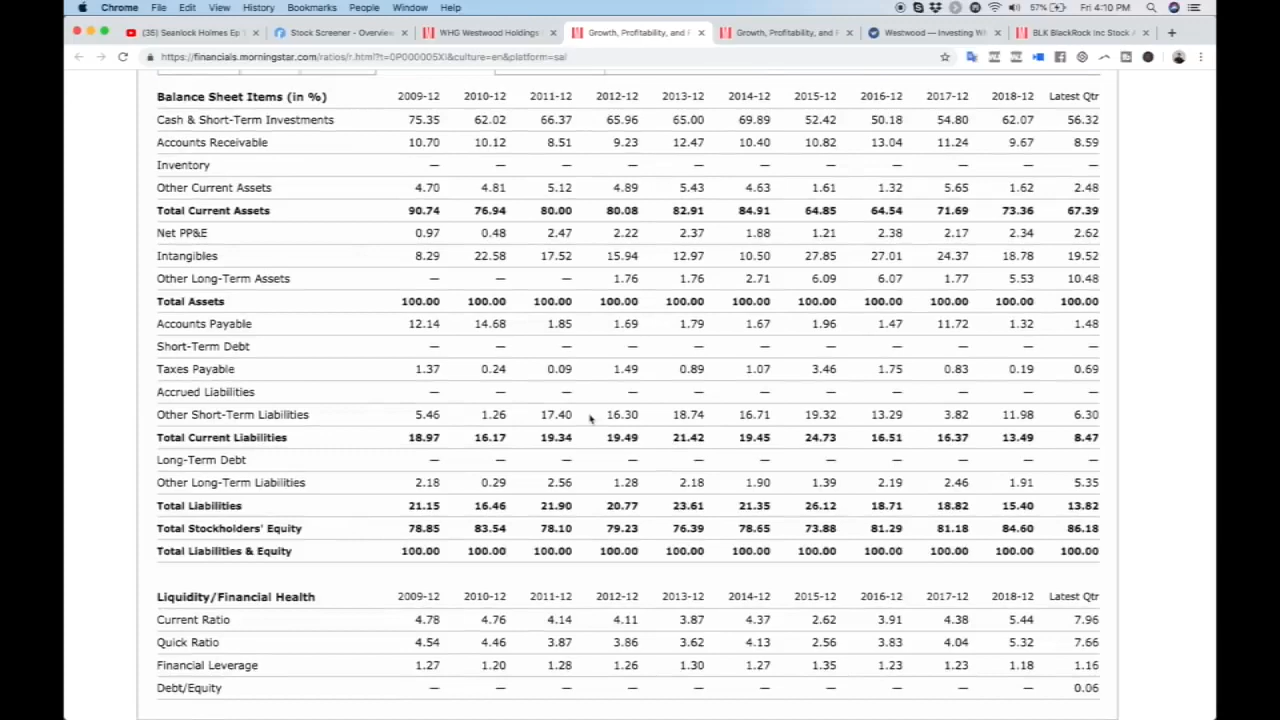 Chrome File Edit View History Bookmarks People Window Help 57% Fri 4:10 PM
(35) Seanlock Holmes Ep 1 Stock Screener - Overview WHG Westwood Holdings Growth, Profitability, and F Growth, Profitability, and F Westwood — Investing W BLK BlackRock Inc Stock
https://financials.morningstar.com/ratios/r.html?t=0P000005XI&culture=en&platform=sal
Balance Sheet Items (in %) 2009-12 2010-12 2011-12 2012-12 2013-12 2014-12 2015-12 2016-12 2017-12 2018-12 Latest Qtr
Cash & Short-Term Investments 75.35 62.02 66.37 65.96 65.00 69.89 52.42 50.18 54.80 62.07 56.32
Accounts Receivable 10.70 10.12 8.51 9.23 12.47 10.40 10.82 13.04 11.24 9.67 8.59
Inventory — — — — — — — — — — —
Other Current Assets 4.70 4.81 5.12 4.89 5.43 4.63 1.61 1.32 5.65 1.62 2.48
Total Current Assets 90.74 76.94 80.00 80.08 82.91 84.91 64.85 64.54 71.69 73.36 67.39
Net PP&E 0.97 0.48 2.47 2.22 2.37 1.88 1.21 2.38 2.17 2.34 2.62
Intangibles 8.29 22.58 17.52 15.94 12.97 10.50 27.85 27.01 24.37 18.78 19.52
Other Long-Term Assets — — — 1.76 1.76 2.71 6.09 6.07 1.77 5.53 10.48
Total Assets 100.00 100.00 100.00 100.00 100.00 100.00 100.00 100.00 100.00 100.00 100.00
Accounts Payable 12.14 14.68 1.85 1.69 1.79 1.67 1.96 1.47 11.72 1.32 1.48
Short-Term Debt — — — — — — — — — — —
Taxes Payable 1.37 0.24 0.09 1.49 0.89 1.07 3.46 1.75 0.83 0.19 0.69
Accrued Liabilities — — — — — — — — — — —
Other Short-Term Liabilities 5.46 1.26 17.40 16.30 18.74 16.71 19.32 13.29 3.82 11.98 6.30
Total Current Liabilities 18.97 16.17 19.34 19.49 21.42 19.45 24.73 16.51 16.37 13.49 8.47
Long-Term Debt — — — — — — — — — — —
Other Long-Term Liabilities 2.18 0.29 2.56 1.28 2.18 1.90 1.39 2.19 2.46 1.91 5.35
Total Liabilities 21.15 16.46 21.90 20.77 23.61 21.35 26.12 18.71 18.82 15.40 13.82
Total Stockholders' Equity 78.85 83.54 78.10 79.23 76.39 78.65 73.88 81.29 81.18 84.60 86.18
Total Liabilities & Equity 100.00 100.00 100.00 100.00 100.00 100.00 100.00 100.00 100.00 100.00 100.00
Liquidity/Financial Health 2009-12 2010-12 2011-12 2012-12 2013-12 2014-12 2015-12 2016-12 2017-12 2018-12 Latest Qtr
Current Ratio 4.78 4.76 4.14 4.11 3.87 4.37 2.62 3.91 4.38 5.44 7.96
Quick Ratio 4.54 4.46 3.87 3.86 3.62 4.13 2.56 3.83 4.04 5.32 7.66
Financial Leverage 1.27 1.20 1.28 1.26 1.30 1.27 1.35 1.23 1.23 1.18 1.16
Debt/Equity — — — — — — — — — — 0.06